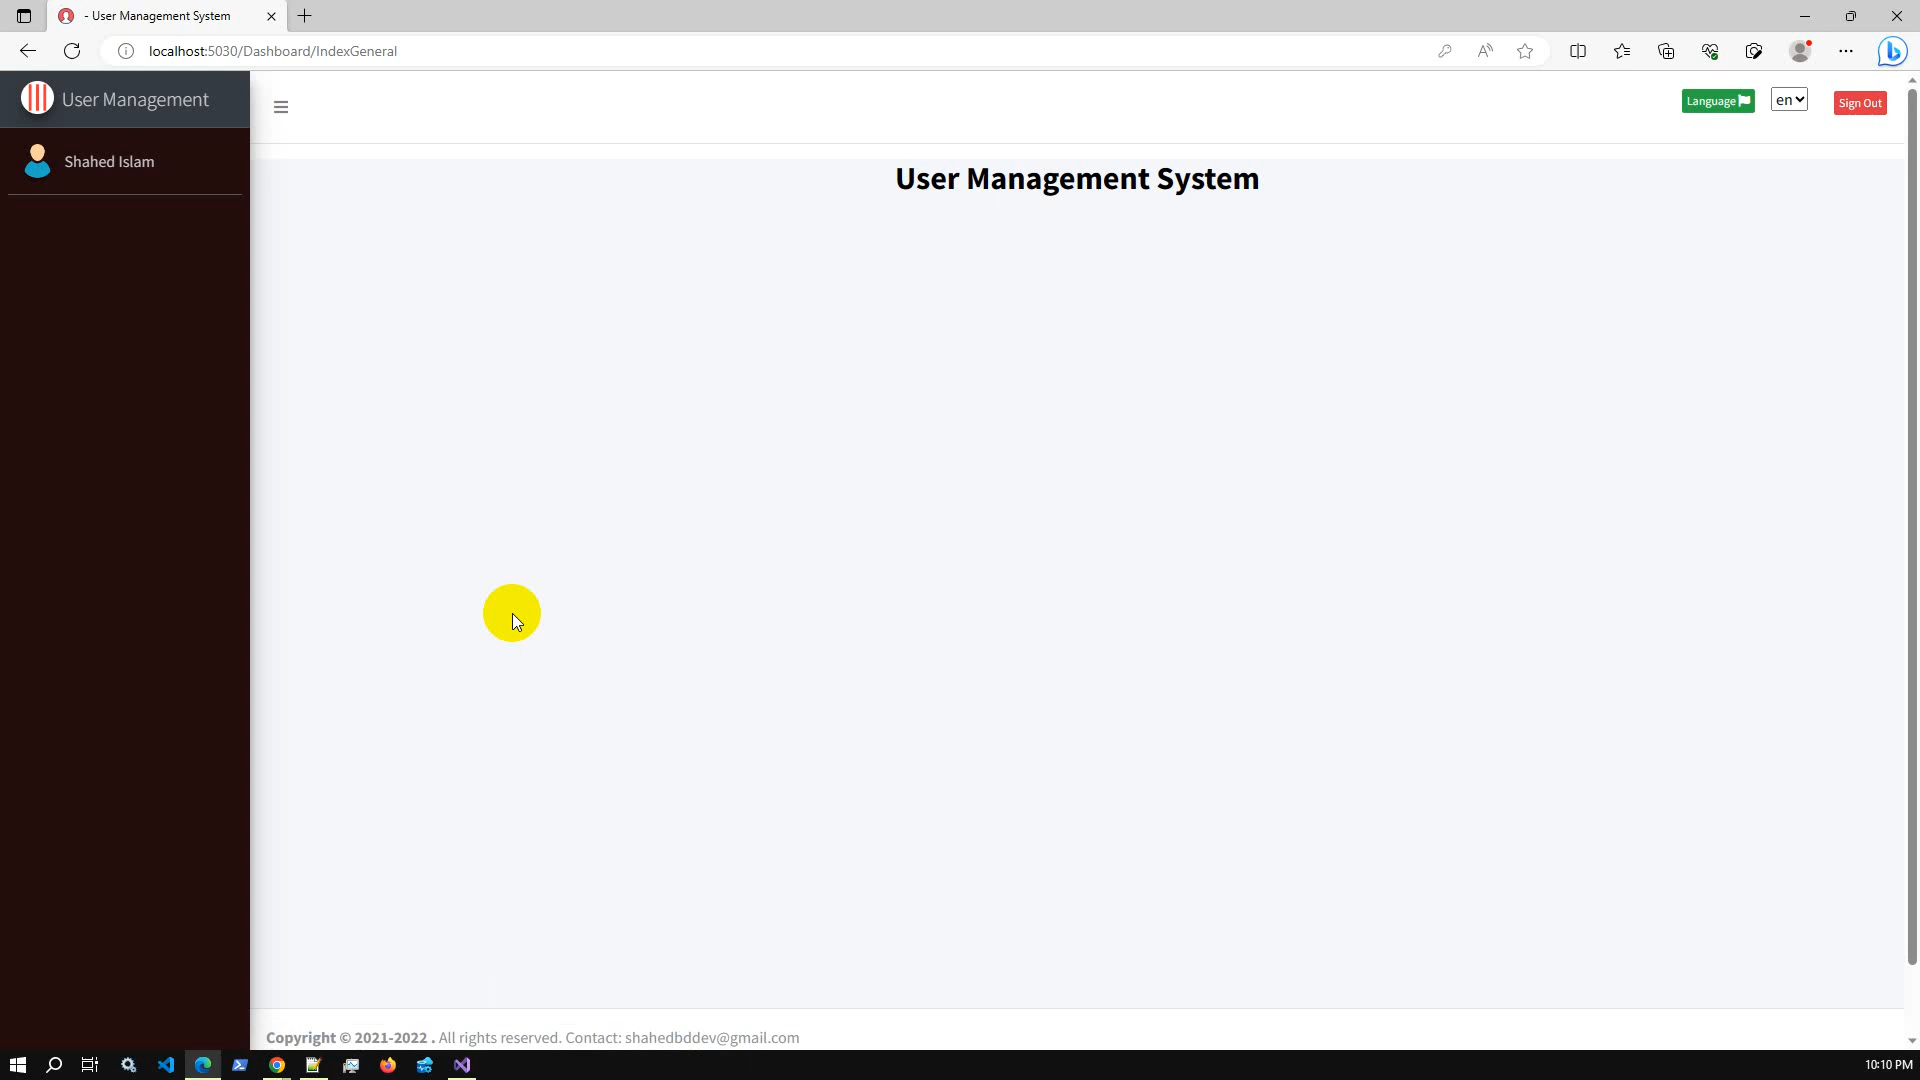 - User Management System
localhost:5030/Dashboard/IndexGeneral
User Management
Language
en
Sign Out
Shahed Islam
User Management System
Copyright © 2021-2022 . All rights reserved. Contact: shahedbddev@gmail.com
10:10 PM